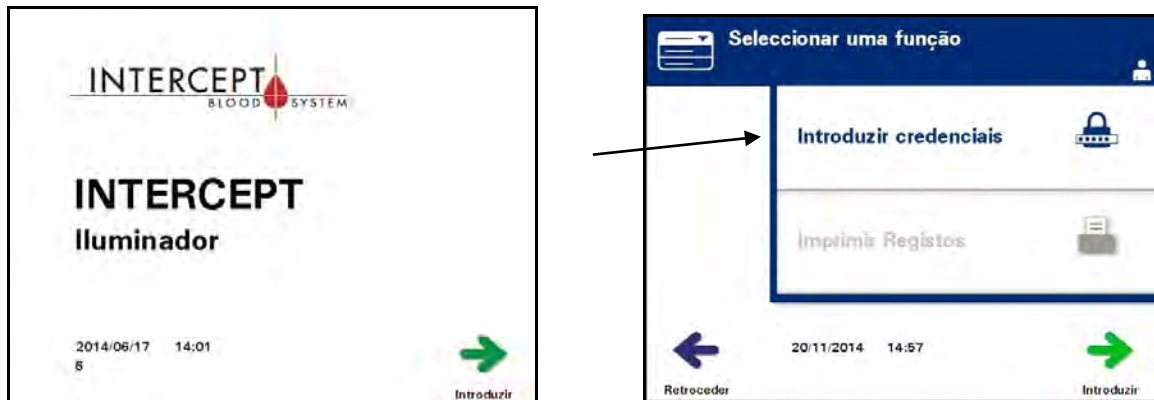 INTERCEPT
BLOOD SYSTEM
INTERCEPT
Iluminador
2014/06/17 14:01
6
Introduzir
Seleccionar uma função
Introduzir credenciais
Imprimir Registos
Retroceder
20/11/2014 14:57
Introduzir